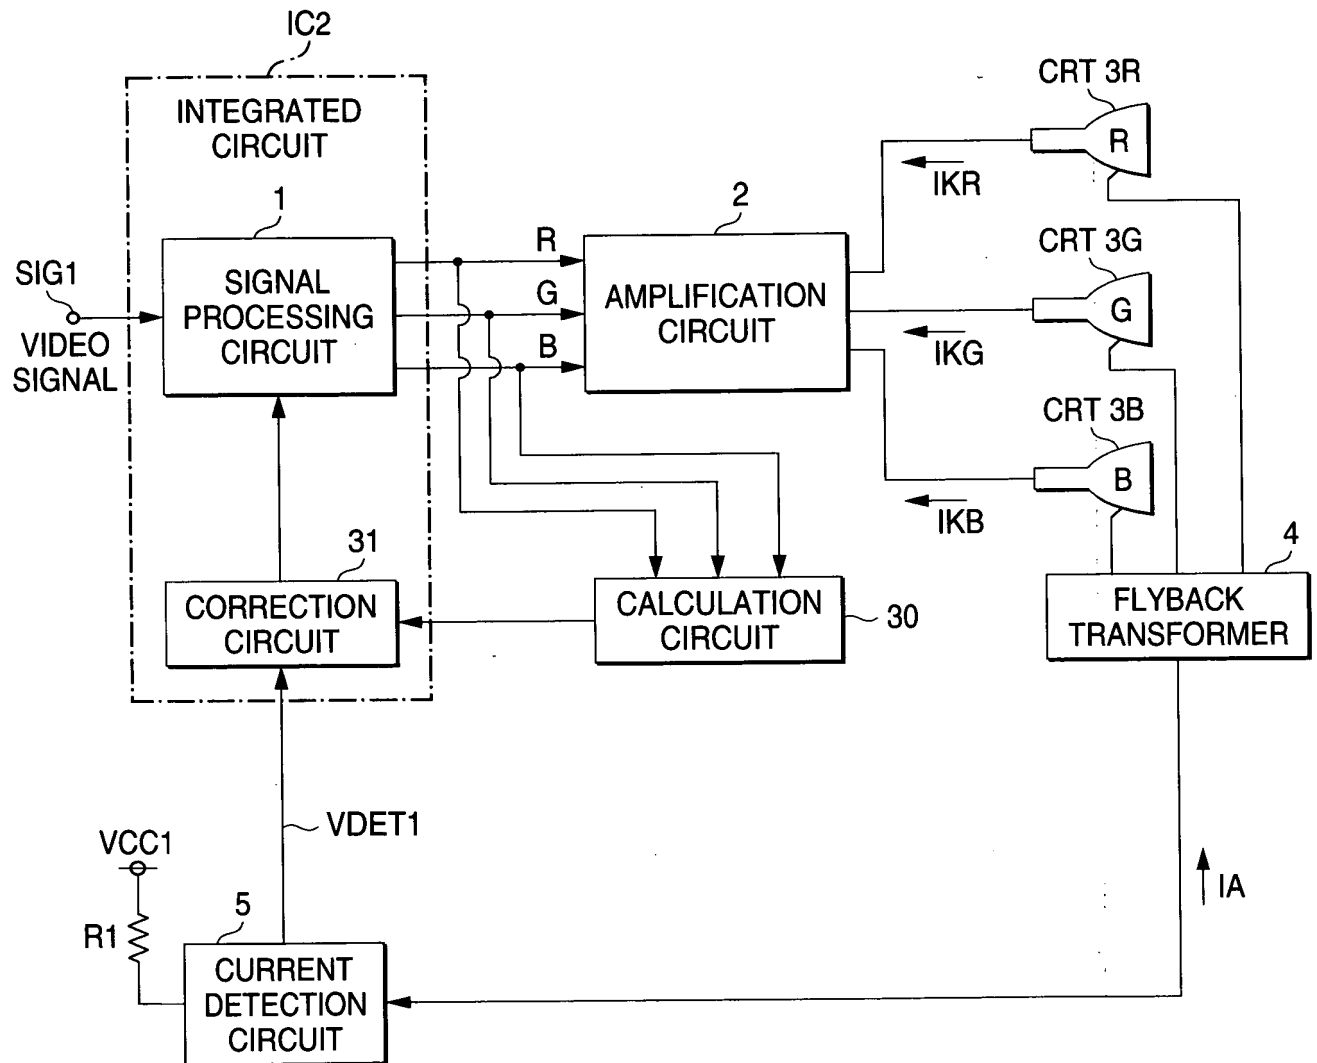 IC2
INTEGRATED
CIRCUIT
1
SIGNAL
PROCESSING
CIRCUIT
SIG1
VIDEO
SIGNAL
R
G
B
2
AMPLIFICATION
CIRCUIT
CRT 3R
R
IKR
CRT 3G
G
IKG
CRT 3B
B
IKB
31
CORRECTION
CIRCUIT
CALCULATION
CIRCUIT
30
4
FLYBACK
TRANSFORMER
VDET1
VCC1
R1
5
CURRENT
DETECTION
CIRCUIT
IA